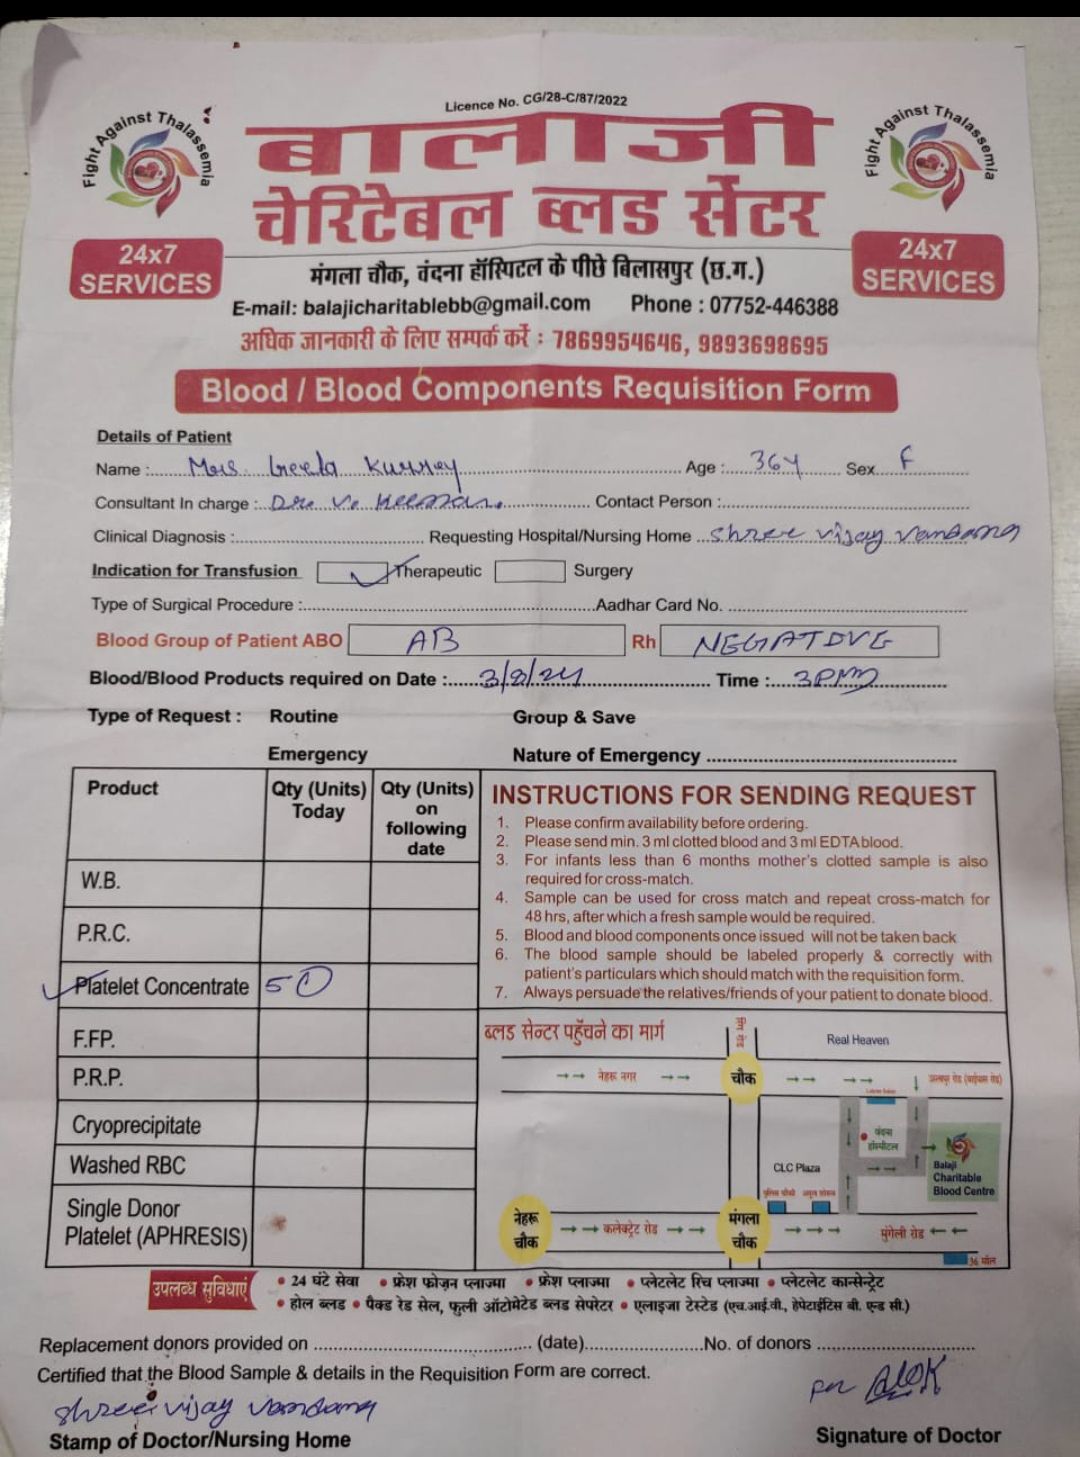 Licence No. CG/28-C/87/2022
Fight Against Thalassemia
Fight Against Thalassemia
बालाजी
चेरिटेबल ब्लड सेंटर
24x7
SERVICES
24x7
SERVICES
मंगला चौक, वंदना हॉस्पिटल के पीछे बिलासपुर (छ.ग.)
E-mail: balajicharitablebb@gmail.com Phone : 07752-446388
अधिक जानकारी के लिए सम्पर्क करें : 7869954646, 9893698695
Blood / Blood Components Requisition Form
Details of Patient
Name : Mrs. Geeta Kurrey Age : 36Y Sex F
Consultant In charge : Dr. V. Contact Person :
Clinical Diagnosis : Requesting Hospital/Nursing Home shree vijay vandana
Indication for Transfusion Therapeutic Surgery
Type of Surgical Procedure : Aadhar Card No.
Blood Group of Patient ABO AB Rh NEGATIVE
Blood/Blood Products required on Date : 3/8/24 Time : 3PM
Type of Request : Routine Group & Save
Emergency Nature of Emergency
Product Qty (Units) Today Qty (Units) on following date
W.B.
P.R.C.
Platelet Concentrate 5 U
F.FP.
P.R.P.
Cryoprecipitate
Washed RBC
Single Donor
Platelet (APHRESIS)
INSTRUCTIONS FOR SENDING REQUEST
1. Please confirm availability before ordering.
2. Please send min. 3 ml clotted blood and 3 ml EDTA blood.
3. For infants less than 6 months mother's clotted sample is also
required for cross-match.
4. Sample can be used for cross match and repeat cross-match for
48 hrs, after which a fresh sample would be required.
5. Blood and blood components once issued will not be taken back
6. The blood sample should be labeled properly & correctly with
patient's particulars which should match with the requisition form.
7. Always persuade the relatives/friends of your patient to donate blood.
ब्लड सेन्टर पहुँचने का मार्ग
Real Heaven
नेहरू नगर
चौक
वंदना
हॉस्पीटल
CLC Plaza
Balaji
Charitable
Blood Centre
नेहरू
चौक
कलेक्ट्रेट रोड
मंगला
चौक
मुंगेली रोड
36 मॉल
उपलब्ध सुविधाएं
• 24 घंटे सेवा • फ्रेश फ्रोज़न प्लाज्मा • फ्रेश प्लाज्मा • प्लेटलेट रिच प्लाज्मा • प्लेटलेट कान्सेन्ट्रेट
• होल ब्लड • पैक्ड रेड सेल, फुली ऑटोमेटेड ब्लड सेपरेटर • एलाइजा टेस्टेड (एच.आई.वी., हेपेटाईटिस बी. एन्ड सी.)
Replacement donors provided on (date) No. of donors
Certified that the Blood Sample & details in the Requisition Form are correct.
shree vijay vandana
Stamp of Doctor/Nursing Home
Signature of Doctor